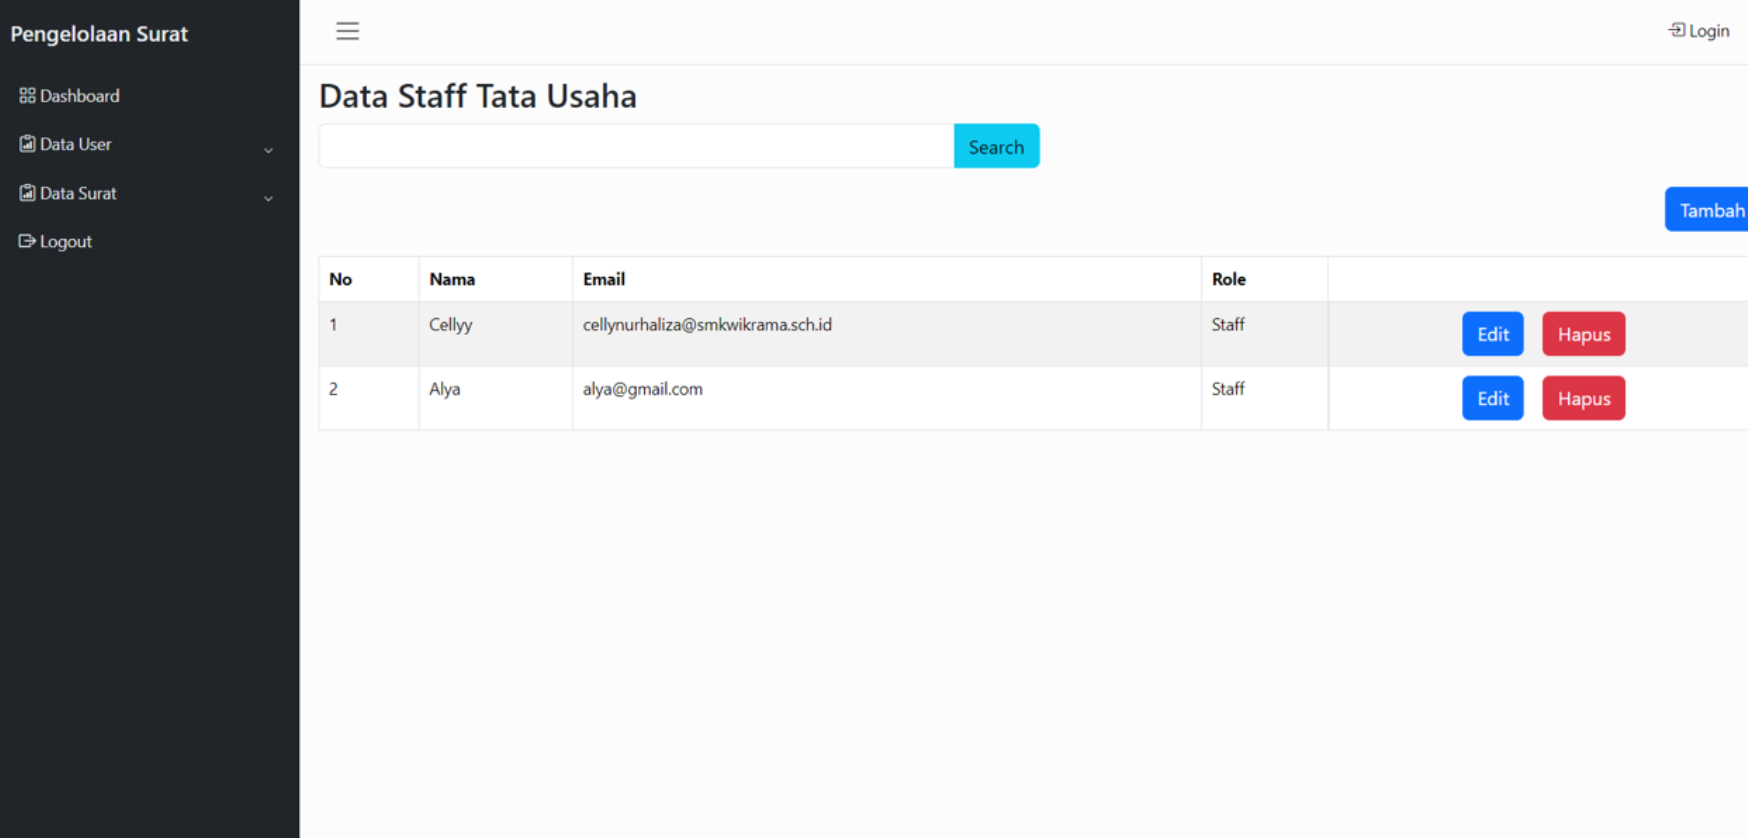 Pengelolaan Surat
Login
Dashboard
Data User
Data Surat
Logout
Data Staff Tata Usaha
Search
Tambah
No Nama Email Role
1 Cellyy cellynurhaliza@smkwikrama.sch.id Staff Edit Hapus
2 Alya alya@gmail.com Staff Edit Hapus